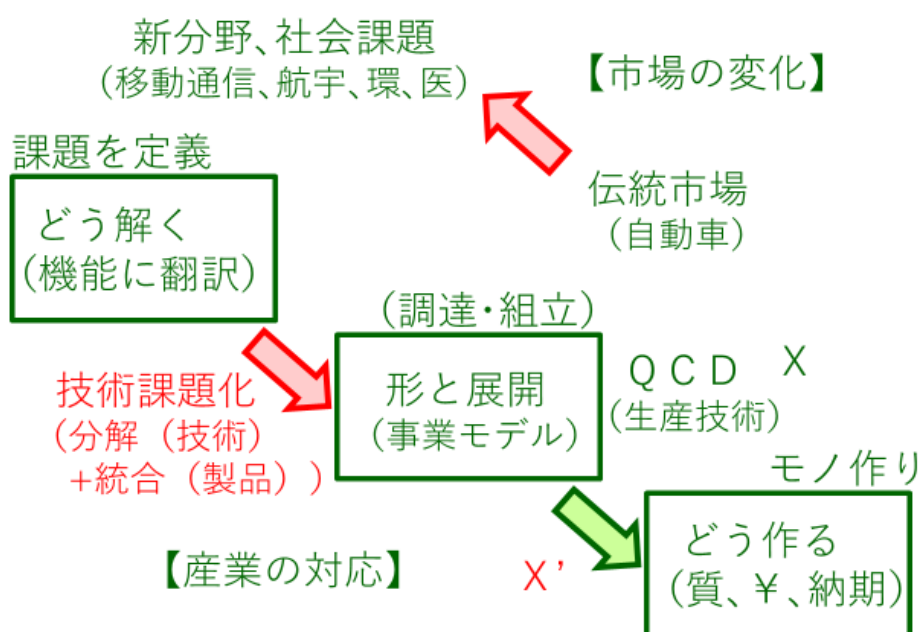 新分野、社会課題
(移動通信、航宇、環、医)
【市場の変化】
課題を定義
伝統市場
(自動車)
どう解く
(機能に翻訳)
(調達・組立)
技術課題化
(分解(技術)
+統合(製品))
形と展開
(事業モデル)
QCD X
(生産技術)
モノ作り
【産業の対応】
X’
どう作る
(質、¥、納期)